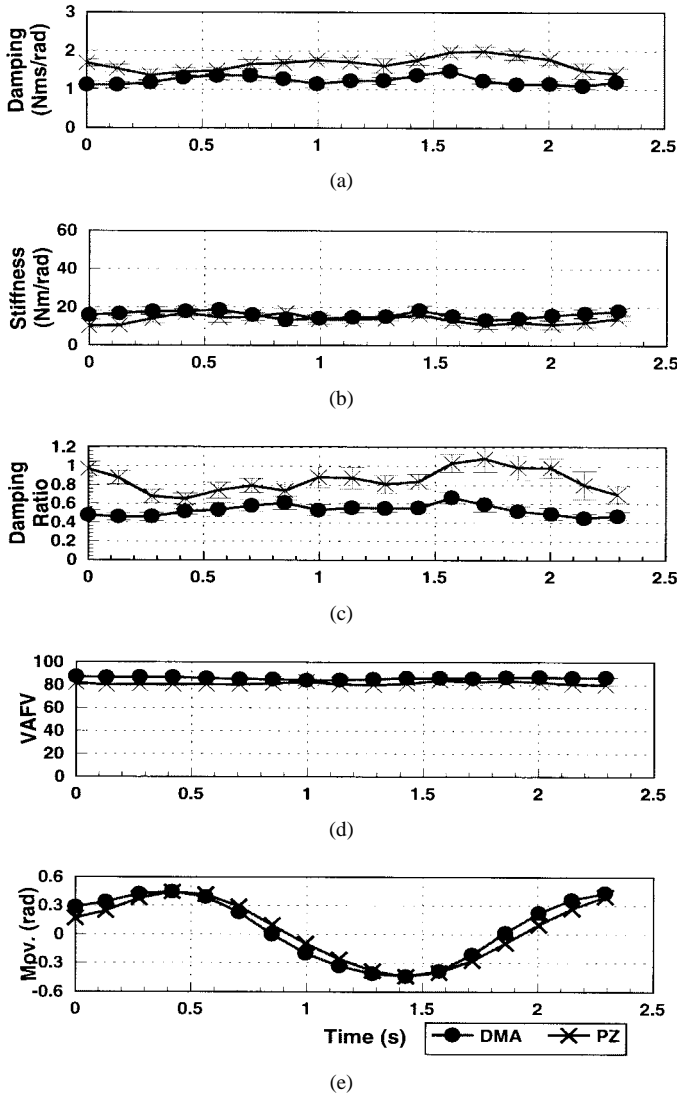 3
2
1
0
Damping
(Nms/rad)
0 0.5 1 1.5 2 2.5
(a)
60
40
20
0
Stiffness
(Nm/rad)
0 0.5 1 1.5 2 2.5
(b)
1.2
1
0.8
0.6
0.4
0.2
0
Damping
Ratio
0 0.5 1 1.5 2 2.5
(c)
100
80
60
40
20
0
VAFV
0 0.5 1 1.5 2 2.5
(d)
0.6
0.3
0
-0.3
-0.6
Mov. (rad)
0 0.5 1 1.5 2 2.5
Time (s)
DMA PZ
(e)